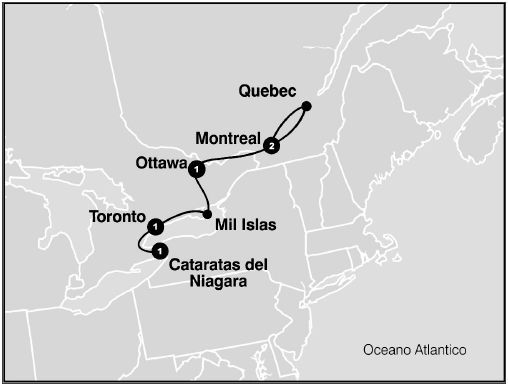 Quebec
Montreal
2
Ottawa
1
Toronto
1
Mil Islas
1
Cataratas del
Niagara
Oceano Atlantico